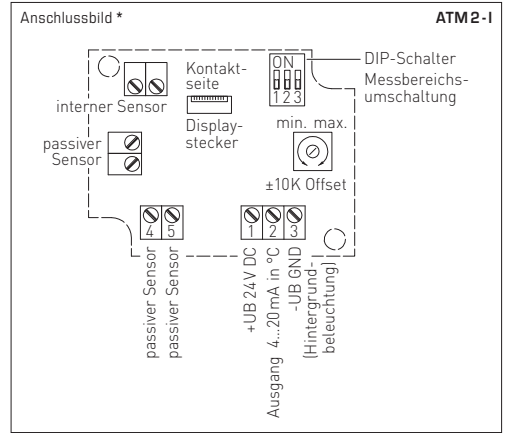 Anschlussbild *
ATM 2 - I
ON
1 2 3
DIP-Schalter
Messbereichs-
umschaltung
Kontakt-
seite
interner Sensor
Display-
stecker
min. max.
passiver
Sensor
±10K Offset
4 5
1 2 3
passiver Sensor
passiver Sensor
+UB 24V DC
Ausgang 4...20mA in °C
-UB GND
(Hintergrund-
beleuchtung)